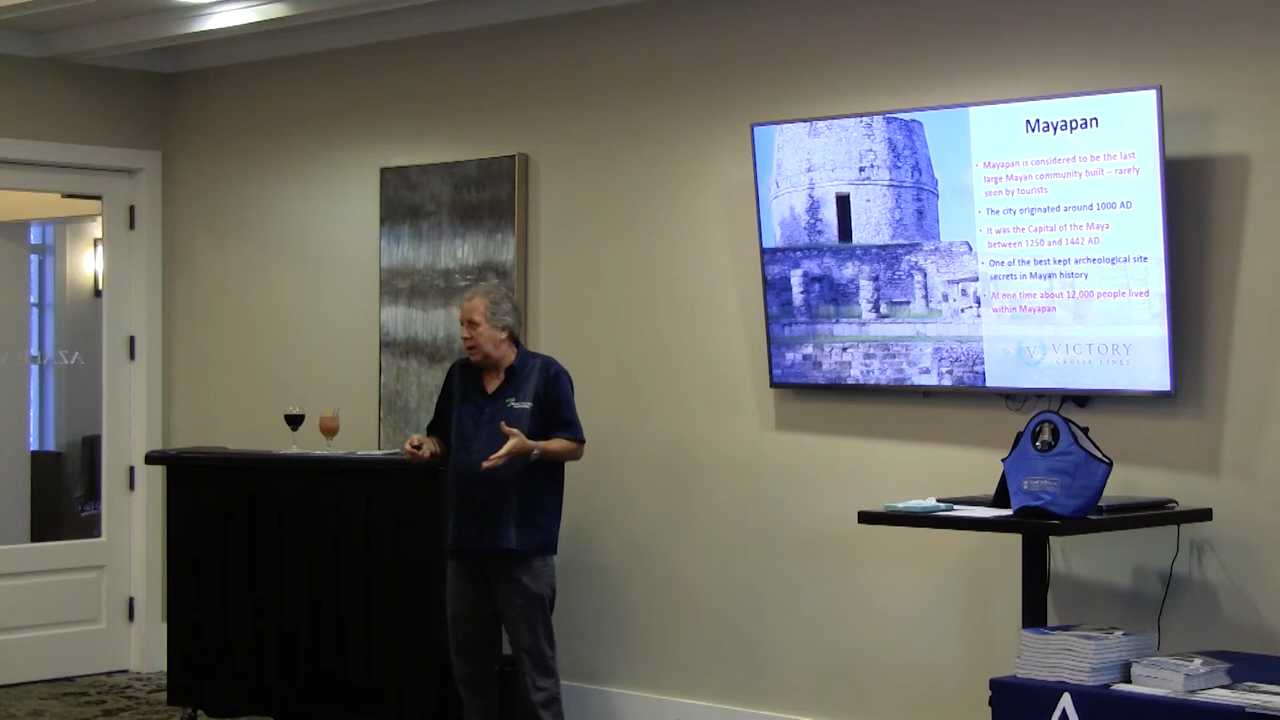 Mayapan
• Mayapan is considered to be the last
large Mayan community built – rarely
seen by tourists
• The city originated around 1000 AD
• It was the Capital of the Maya
between 1250 and 1442 AD
• One of the best kept archeological site
secrets in Mayan history
• At one time about 12,000 people lived
within Mayapan
V VICTORY
CRUISE LINES